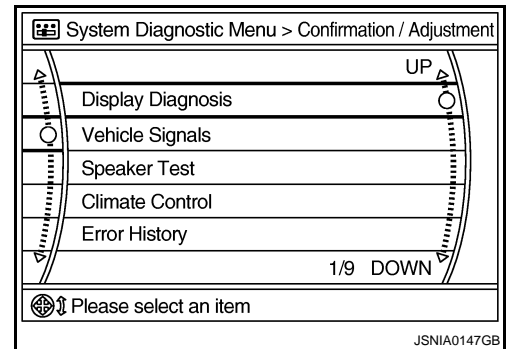 System Diagnostic Menu > Confirmation / Adjustment
UP
Display Diagnosis
Vehicle Signals
Speaker Test
Climate Control
Error History
1/9 DOWN
Please select an item
JSNIA0147GB